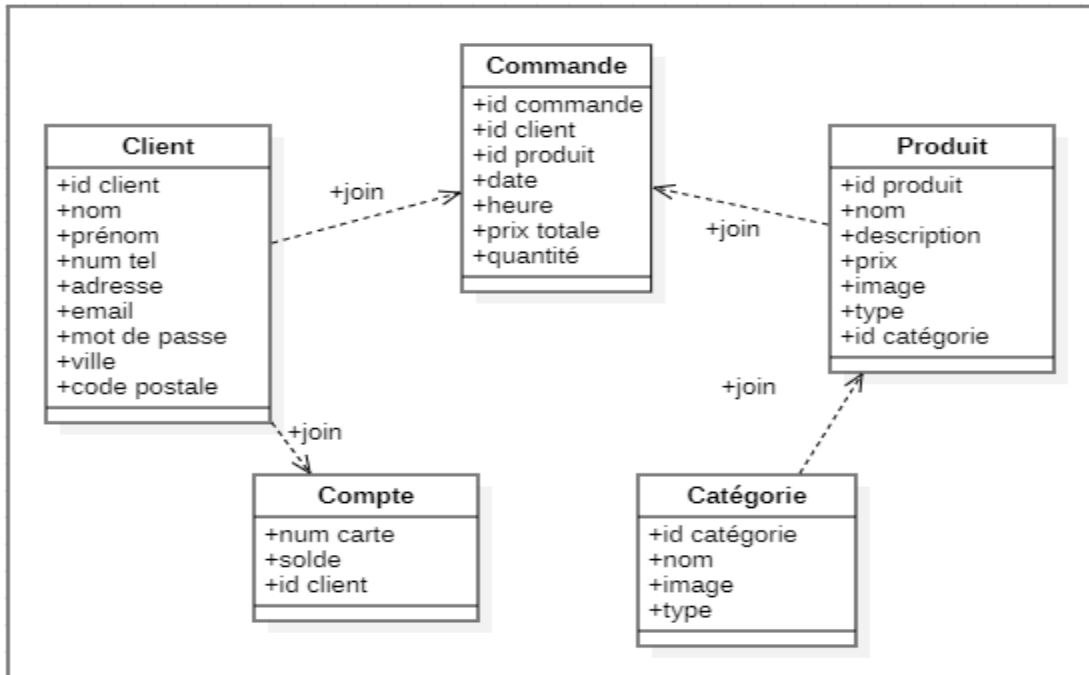 Commande
+id commande
+id client
+id produit
+date
+heure
+prix totale
+quantité
Client
+id client
+nom
+prénom
+num tel
+adresse
+email
+mot de passe
+ville
+code postale
Produit
+id produit
+nom
+description
+prix
+image
+type
+id catégorie
+join
+join
+join
+join
Compte
+num carte
+solde
+id client
Catégorie
+id catégorie
+nom
+image
+type